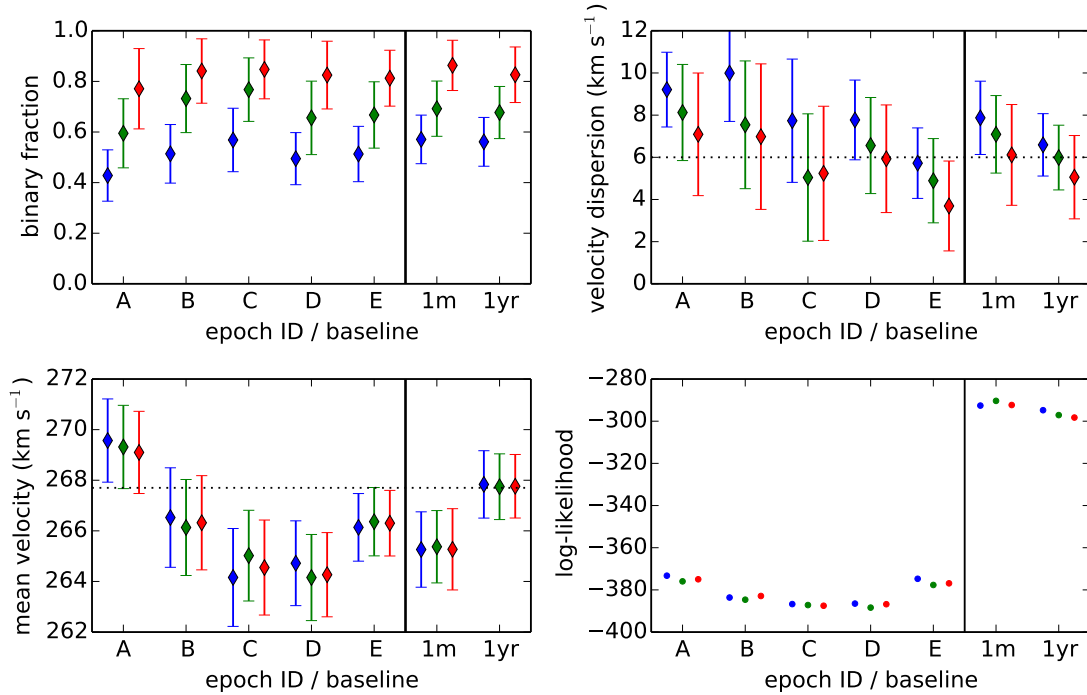 1.0
0.8
0.6
0.4
0.2
0.0
binary fraction
A B C D E 1m 1yr
epoch ID / baseline
12
10
8
6
4
2
0
velocity dispersion (km s⁻¹)
A B C D E 1m 1yr
epoch ID / baseline
272
270
268
266
264
262
mean velocity (km s⁻¹)
A B C D E 1m 1yr
epoch ID / baseline
−280
−300
−320
−340
−360
−380
−400
log-likelihood
A B C D E 1m 1yr
epoch ID / baseline